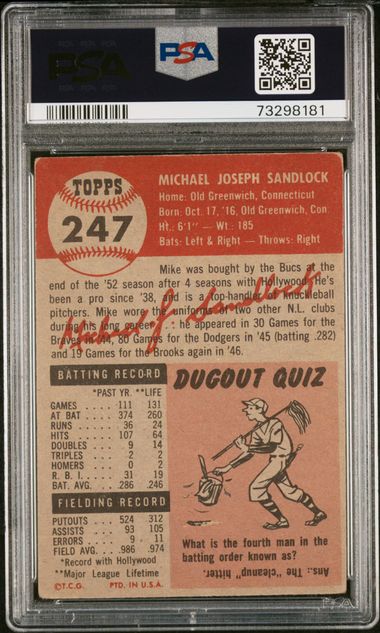 PSA
PSA
73298181
TOPPS
247
MICHAEL JOSEPH SANDLOCK
Home: Old Greenwich, Connecticut
Born: Oct. 17, '16, Old Greenwich, Con.
Ht.: 6'1" — Wt.: 185
Bats: Left & Right — Throws: Right
Mike was bought by the Bucs at the
end of the '52 season after 4 seasons with Hollywood. He's
been a pro since '38, and is a top-hand at knuckleball
pitchers. Mike wore the uniforms of two other N.L. clubs
during his long career . . he appeared in 30 Games for the
Braves in '44, 80 Games for the Dodgers in '45 (batting .282)
and 19 Games for the Brooks again in '46.
Michael J. Sandlock
BATTING RECORD
*PAST YR. **LIFE
GAMES 111 131
AT BAT 374 260
RUNS 36 24
HITS 107 64
DOUBLES 9 14
TRIPLES 2 2
HOMERS 0 2
R. B. I. 31 19
BAT. AVG. .286 .246
FIELDING RECORD
PUTOUTS 524 312
ASSISTS 93 105
ERRORS 9 11
FIELD AVG. .986 .974
*Record with Hollywood
**Major League Lifetime
©T.C.G. PTD. IN U.S.A.
DUGOUT QUIZ
What is the fourth man in the
batting order known as?
Ans.: The "cleanup" hitter.